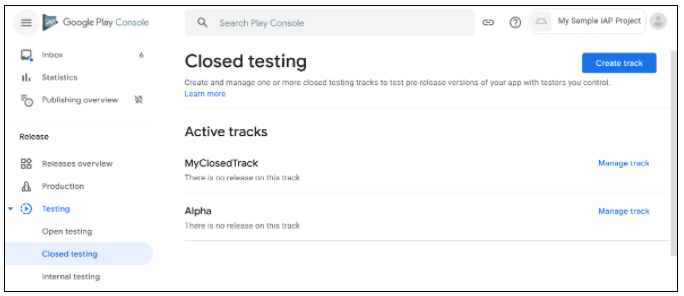 Google Play Console
Search Play Console
My Sample IAP Project
Inbox 6
Statistics
Publishing overview
Release
Releases overview
Production
Testing
Open testing
Closed testing
Internal testing
Closed testing
Create track
Create and manage one or more closed testing tracks to test pre-release versions of your app with testers you control.
Learn more
Active tracks
MyClosedTrack
Manage track
There is no release on this track
Alpha
Manage track
There is no release on this track